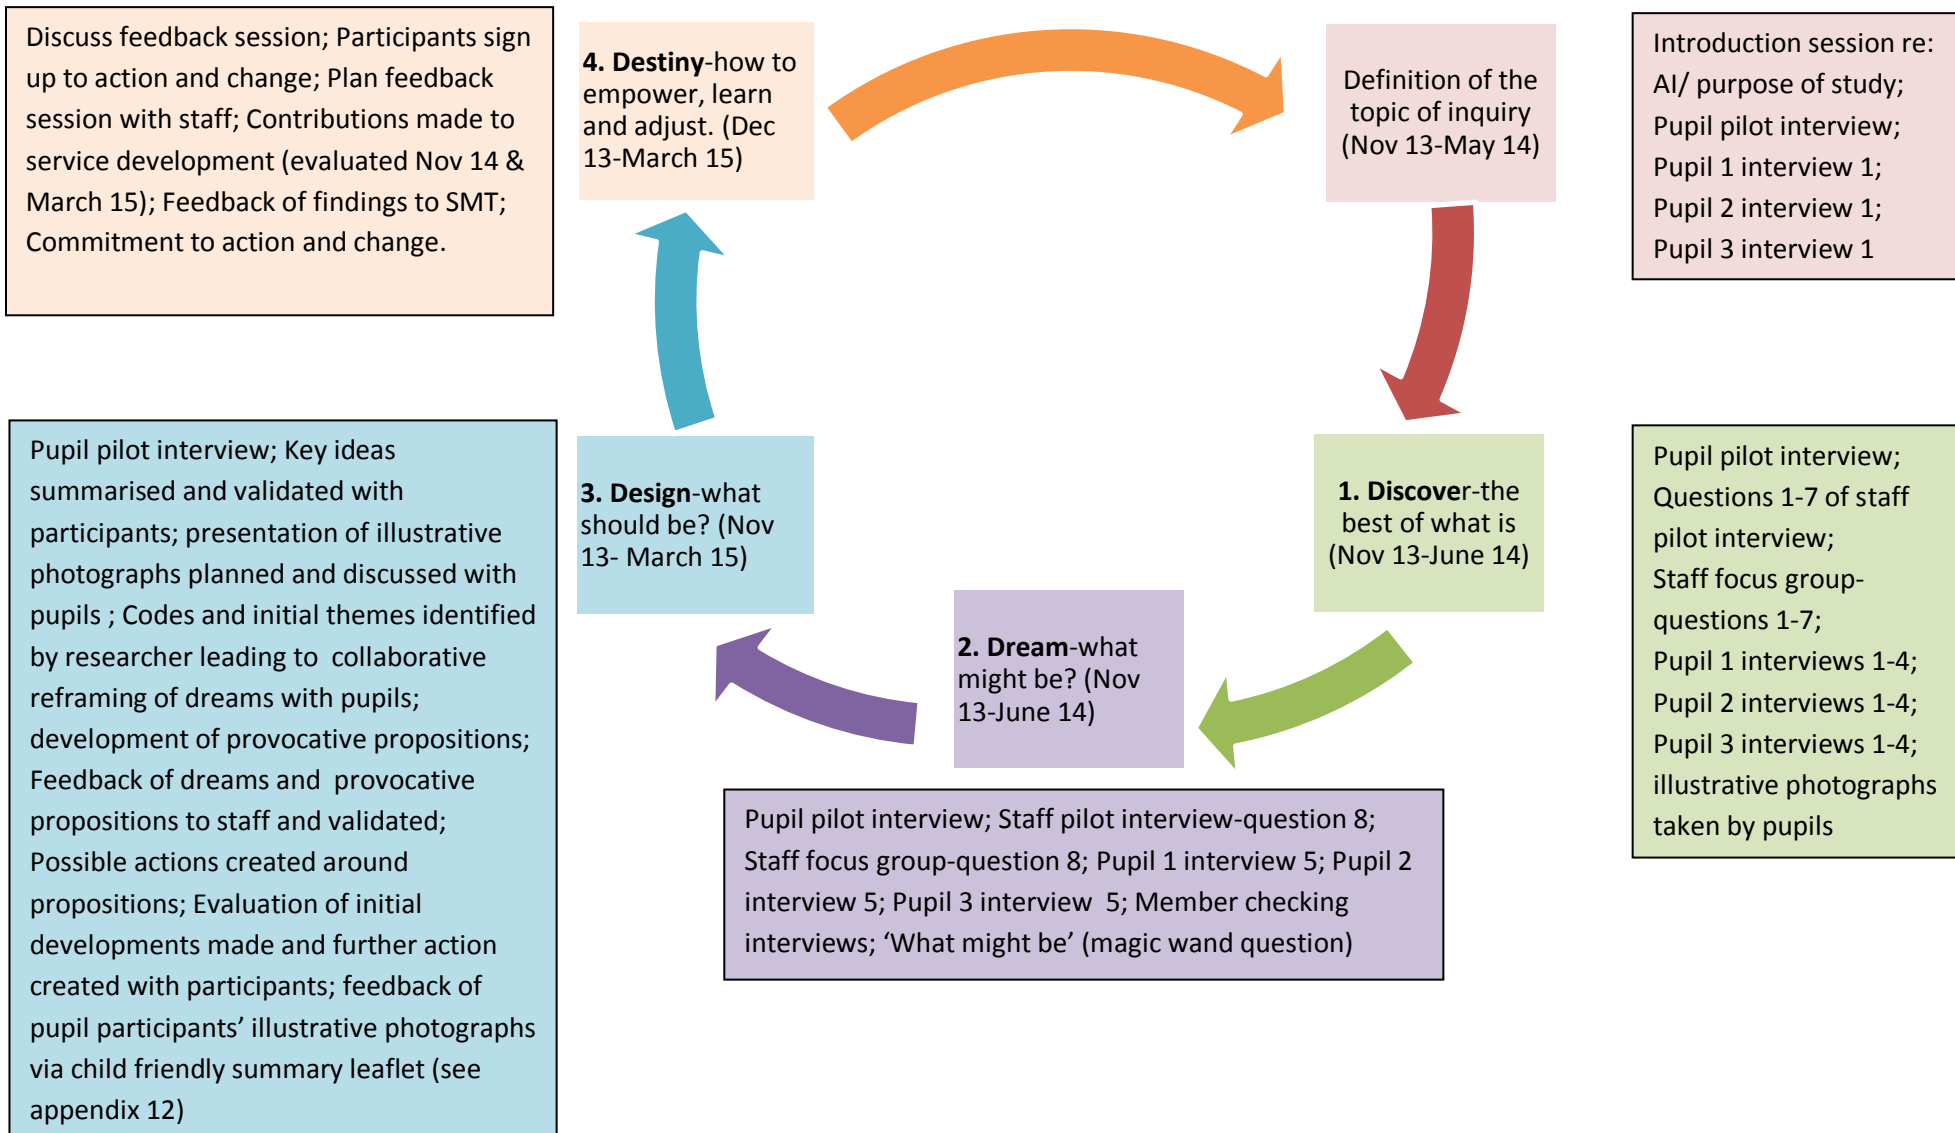 Discuss feedback session; Participants sign
up to action and change; Plan feedback
session with staff; Contributions made to
service development (evaluated Nov 14 &
March 15); Feedback of findings to SMT;
Commitment to action and change.
4. Destiny-how to
empower, learn
and adjust. (Dec
13-March 15)
Definition of the
topic of inquiry
(Nov 13-May 14)
Introduction session re:
AI/ purpose of study;
Pupil pilot interview;
Pupil 1 interview 1;
Pupil 2 interview 1;
Pupil 3 interview 1
Pupil pilot interview; Key ideas
summarised and validated with
participants; presentation of illustrative
photographs planned and discussed with
pupils ; Codes and initial themes identified
by researcher leading to  collaborative
reframing of dreams with pupils;
development of provocative propositions;
Feedback of dreams and  provocative
propositions to staff and validated;
Possible actions created around
propositions; Evaluation of initial
developments made and further action
created with participants; feedback of
pupil participants’ illustrative photographs
via child friendly summary leaflet (see
appendix 12)
3. Design-what
should be? (Nov
13- March 15)
1. Discover-the
best of what is
(Nov 13-June 14)
Pupil pilot interview;
Questions 1-7 of staff
pilot interview;
Staff focus group-
questions 1-7;
Pupil 1 interviews 1-4;
Pupil 2 interviews 1-4;
Pupil 3 interviews 1-4;
illustrative photographs
taken by pupils
2. Dream-what
might be? (Nov
13-June 14)
Pupil pilot interview; Staff pilot interview-question 8;
Staff focus group-question 8; Pupil 1 interview 5; Pupil 2
interview 5; Pupil 3 interview  5; Member checking
interviews; ‘What might be’ (magic wand question)